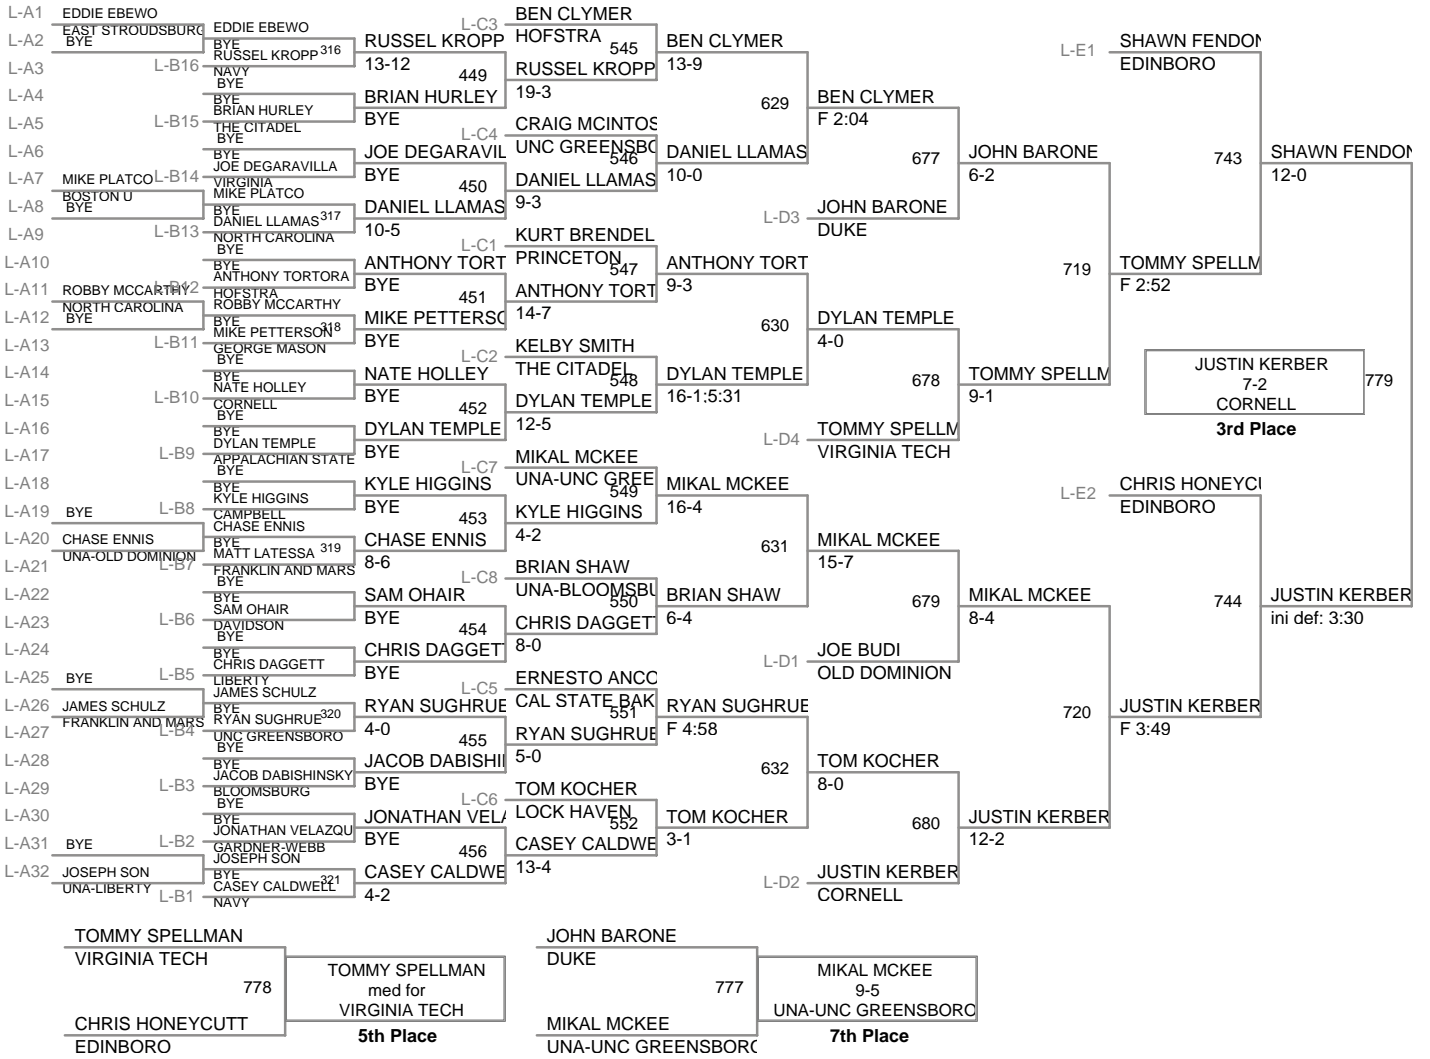 L-A1
L-A2
L-A3
L-A4
L-A5
L-A6
L-A7
L-A8
L-A9
L-A10
L-A11
L-A12
L-A13
L-A14
L-A15
L-A16
L-A17
L-A18
L-A19
L-A20
L-A21
L-A22
L-A23
L-A24
L-A25
L-A26
L-A27
L-A28
L-A29
L-A30
L-A31
L-A32
EDDIE EBEWO
EAST STROUDSBURG
BYE
MIKE PLATCO
BOSTON U
BYE
ROBBY MCCARTHY
NORTH CAROLINA
BYE
BYE
CHASE ENNIS
UNA-OLD DOMINION
BYE
JAMES SCHULZ
FRANKLIN AND MARS
BYE
JOSEPH SON
UNA-LIBERTY
EDDIE EBEWO
BYE
L-B16
RUSSEL KROPP
316
NAVY
BYE
BYE
L-B15
BRIAN HURLEY
THE CITADEL
BYE
BYE
L-B14
JOE DEGARAVILLA
VIRGINIA
MIKE PLATCO
BYE
L-B13
DANIEL LLAMAS
317
NORTH CAROLINA
BYE
BYE
L-B12
ANTHONY TORTORA
HOFSTRA
ROBBY MCCARTHY
BYE
L-B11
MIKE PETTERSON
318
GEORGE MASON
BYE
BYE
L-B10
NATE HOLLEY
CORNELL
BYE
BYE
L-B9
DYLAN TEMPLE
APPALACHIAN STATE
BYE
BYE
L-B8
KYLE HIGGINS
CAMPBELL
CHASE ENNIS
BYE
L-B7
MATT LATESSA
319
FRANKLIN AND MARS
BYE
BYE
L-B6
SAM OHAIR
DAVIDSON
BYE
BYE
L-B5
CHRIS DAGGETT
LIBERTY
JAMES SCHULZ
BYE
L-B4
RYAN SUGHRUE
320
UNC GREENSBORO
BYE
BYE
L-B3
JACOB DABISHINSKY
BLOOMSBURG
BYE
BYE
L-B2
JONATHAN VELAZQU
GARDNER-WEBB
JOSEPH SON
BYE
L-B1
CASEY CALDWELL
321
NAVY
RUSSEL KROPP
13-12
449
BRIAN HURLEY
BYE
JOE DEGARAVIL
BYE
450
DANIEL LLAMAS
10-5
ANTHONY TORT
BYE
451
MIKE PETTERSO
BYE
NATE HOLLEY
BYE
452
DYLAN TEMPLE
BYE
KYLE HIGGINS
BYE
453
CHASE ENNIS
8-6
SAM OHAIR
BYE
454
CHRIS DAGGETT
BYE
RYAN SUGHRUE
4-0
455
JACOB DABISHI
BYE
JONATHAN VELA
BYE
456
CASEY CALDWE
4-2
L-C3
BEN CLYMER
HOFSTRA
545
RUSSEL KROPP
19-3
L-C4
CRAIG MCINTOS
UNC GREENSBO
546
DANIEL LLAMAS
9-3
L-C1
KURT BRENDEL
PRINCETON
547
ANTHONY TORT
14-7
L-C2
KELBY SMITH
THE CITADEL
548
DYLAN TEMPLE
12-5
L-C7
MIKAL MCKEE
UNA-UNC GREE
549
KYLE HIGGINS
4-2
L-C8
BRIAN SHAW
UNA-BLOOMSBU
550
CHRIS DAGGETT
8-0
L-C5
ERNESTO ANCO
CAL STATE BAK
551
RYAN SUGHRUE
5-0
L-C6
TOM KOCHER
LOCK HAVEN
552
CASEY CALDWE
13-4
BEN CLYMER
13-9
629
DANIEL LLAMAS
10-0
ANTHONY TORT
9-3
630
DYLAN TEMPLE
16-1:5:31
MIKAL MCKEE
16-4
631
BRIAN SHAW
6-4
RYAN SUGHRUE
F 4:58
632
TOM KOCHER
3-1
BEN CLYMER
F 2:04
677
L-D3
JOHN BARONE
DUKE
DYLAN TEMPLE
4-0
678
L-D4
TOMMY SPELLM
VIRGINIA TECH
MIKAL MCKEE
15-7
679
L-D1
JOE BUDI
OLD DOMINION
TOM KOCHER
8-0
680
L-D2
JUSTIN KERBER
CORNELL
JOHN BARONE
6-2
719
TOMMY SPELLM
9-1
MIKAL MCKEE
8-4
720
JUSTIN KERBER
12-2
L-E1
SHAWN FENDON
EDINBORO
743
TOMMY SPELLM
F 2:52
L-E2
CHRIS HONEYCU
EDINBORO
744
JUSTIN KERBER
F 3:49
SHAWN FENDON
12-0
JUSTIN KERBER
ini def: 3:30
JUSTIN KERBER
7-2
CORNELL
779
3rd Place
TOMMY SPELLMAN
VIRGINIA TECH
778
CHRIS HONEYCUTT
EDINBORO
TOMMY SPELLMAN
med for
VIRGINIA TECH
5th Place
JOHN BARONE
DUKE
777
MIKAL MCKEE
UNA-UNC GREENSBORO
MIKAL MCKEE
9-5
UNA-UNC GREENSBORO
7th Place